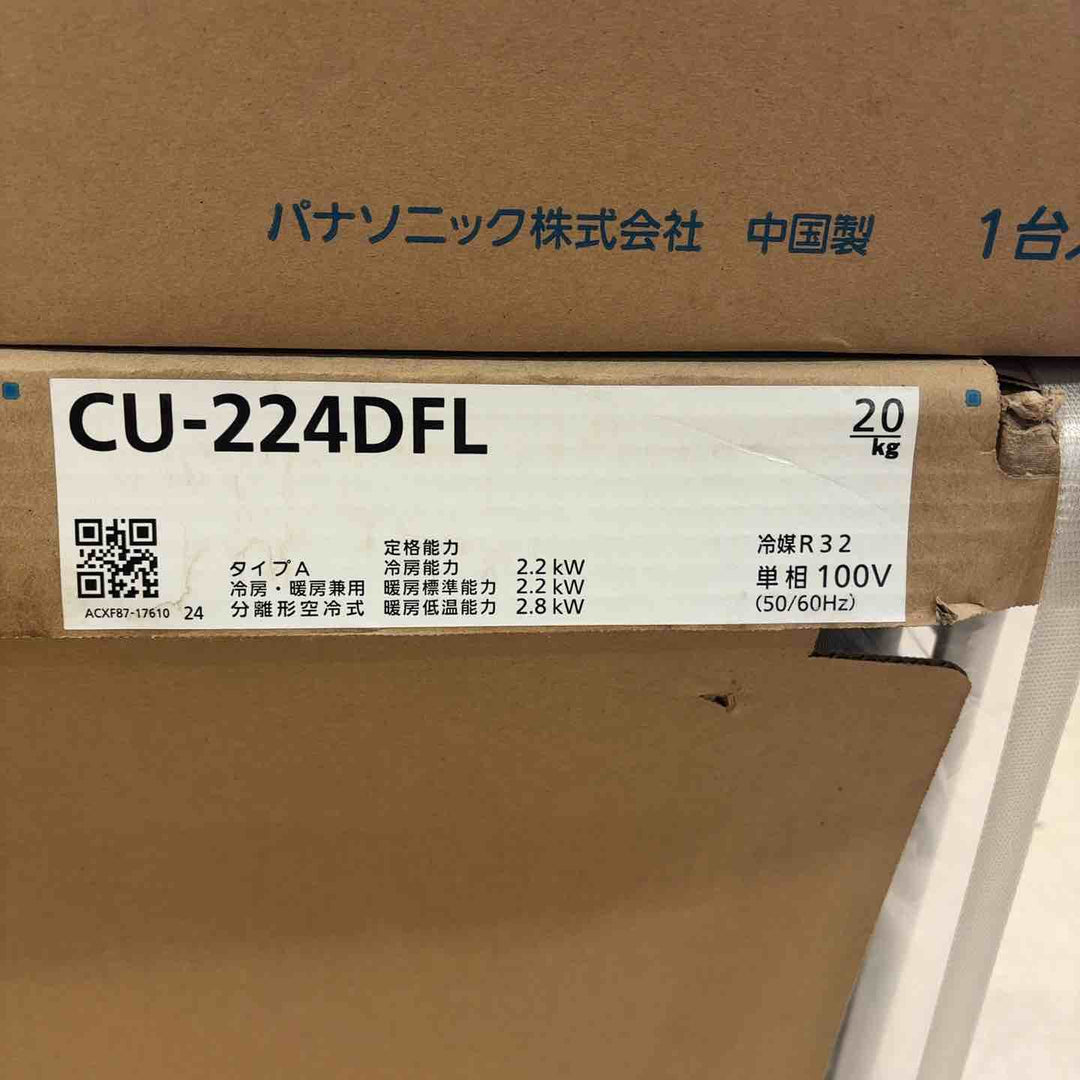 パナソニック株式会社 中国製 1台
CU-224DFL
20
kg
定格能力
タイプA 冷房能力 2.2 kW
冷房・暖房兼用 暖房標準能力 2.2 kW
分離形空冷式 暖房低温能力 2.8 kW
冷媒R32
単相 100V
(50/60Hz)
ACXF87-17610 24